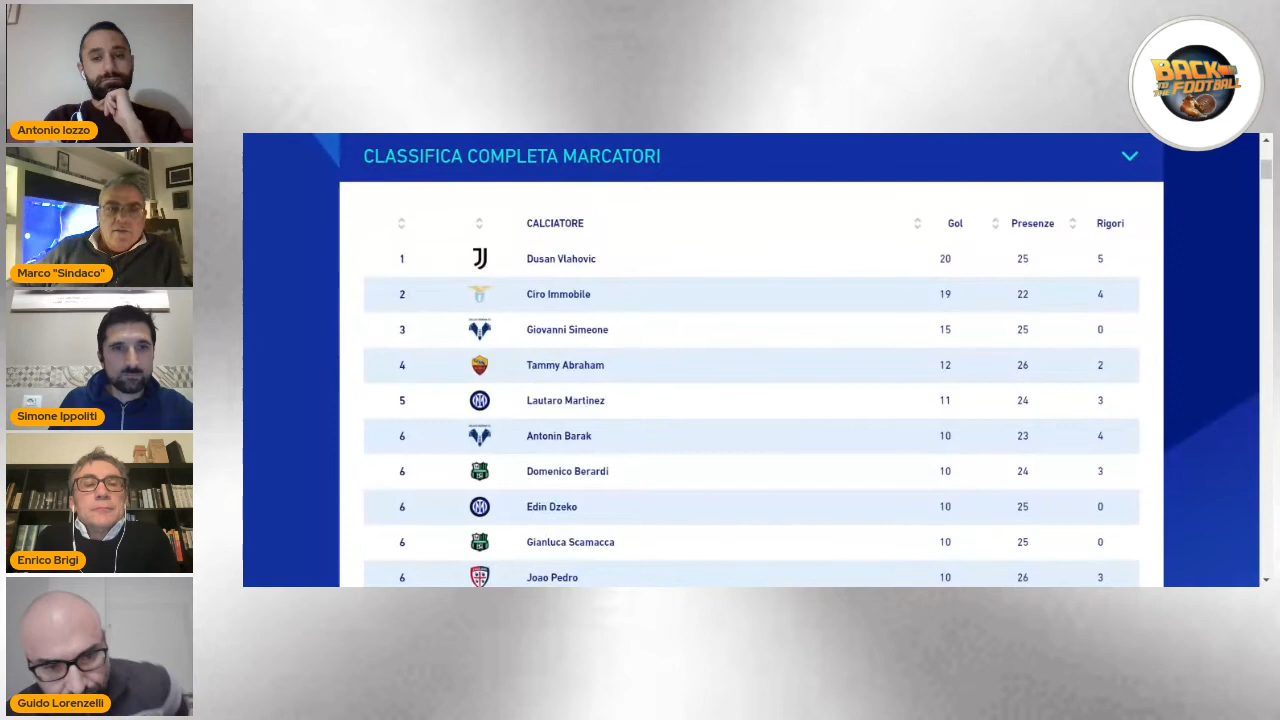 Antonio Iozzo
Marco "Sindaco"
Simone Ippoliti
Enrico Brigi
Guido Lorenzelli
BACK
TO
THE FOOTBALL
CLASSIFICA COMPLETA MARCATORI
CALCIATORE Gol Presenze Rigori
1 Dusan Vlahovic 20 25 5
2 Ciro Immobile 19 22 4
3 Giovanni Simeone 15 25 0
4 Tammy Abraham 12 26 2
5 Lautaro Martinez 11 24 3
6 Antonin Barak 10 23 4
6 Domenico Berardi 10 24 3
6 Edin Dzeko 10 25 0
6 Gianluca Scamacca 10 25 0
6 Joao Pedro 10 26 3